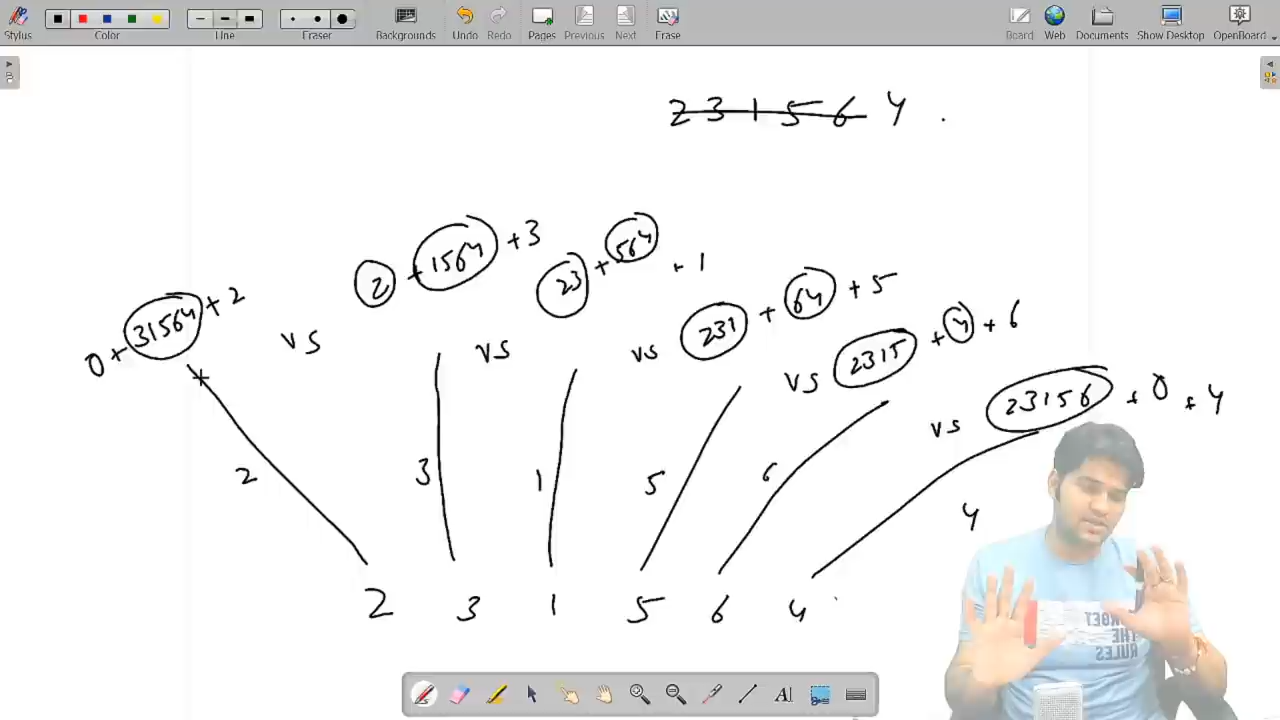 Stylus
Color
Line
Eraser
Backgrounds
Undo
Redo
Pages
Previous
Next
Erase
Board
Web
Documents
Show Desktop
OpenBoard
2 3 1 5 6 4 .
0 + 31564 + 2
vs
2 + 1564 + 3
vs
23 + 564 + 1
vs
231 + 64 + 5
vs
2315 + 4 + 6
vs
23156 + 0 + 4
2 3 1 5 6 4
2 3 1 5 6 4
THE
RULES